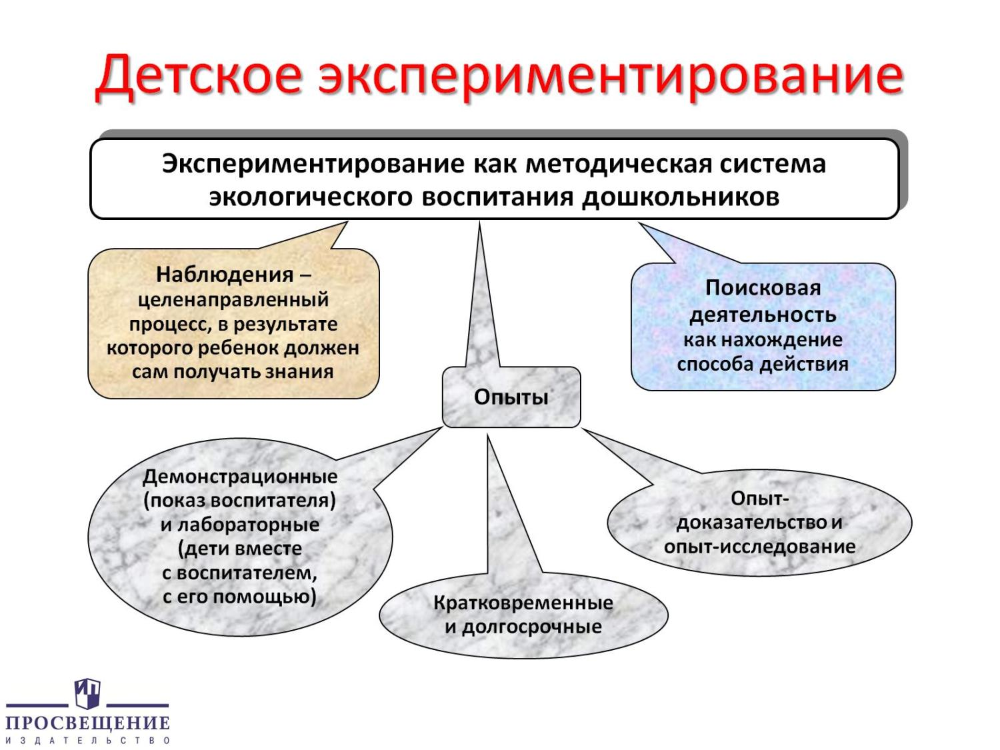 Детское экспериментирование
Экспериментирование как методическая система
экологического воспитания дошкольников
Наблюдения –
целенаправленный
процесс, в результате
которого ребенок должен
сам получать знания
Поисковая
деятельность
как нахождение
способа действия
Опыты
Демонстрационные
(показ воспитателя)
и лабораторные
(дети вместе
с воспитателем,
с его помощью)
Кратковременные
и долгосрочные
Опыт-
доказательство и
опыт-исследование
ИП
ПРОСВЕЩЕНИЕ
ИЗДАТЕЛЬСТВО